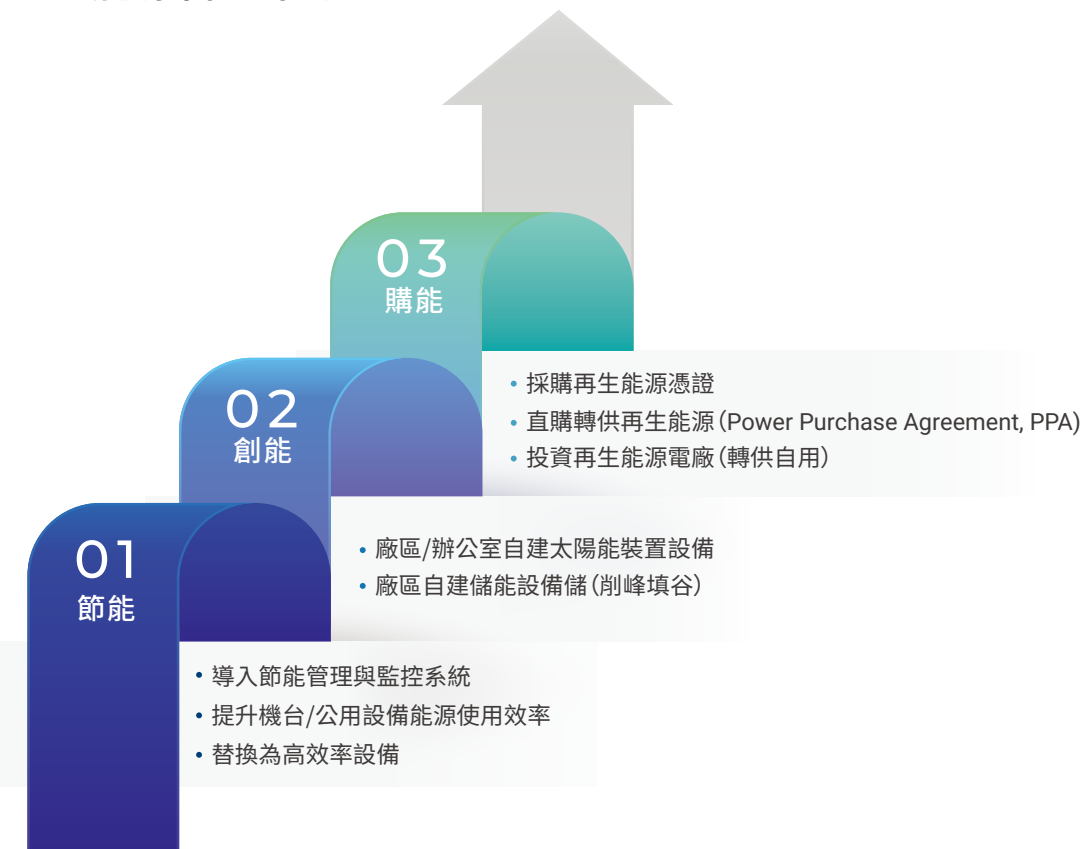 03
購能
• 採購再生能源憑證
• 直購轉供再生能源(Power Purchase Agreement, PPA)
• 投資再生能源電廠(轉供自用)
02
創能
• 廠區/辦公室自建太陽能裝置設備
• 廠區自建儲能設備儲(削峰填谷)
01
節能
• 導入節能管理與監控系統
• 提升機台/公用設備能源使用效率
• 替換為高效率設備